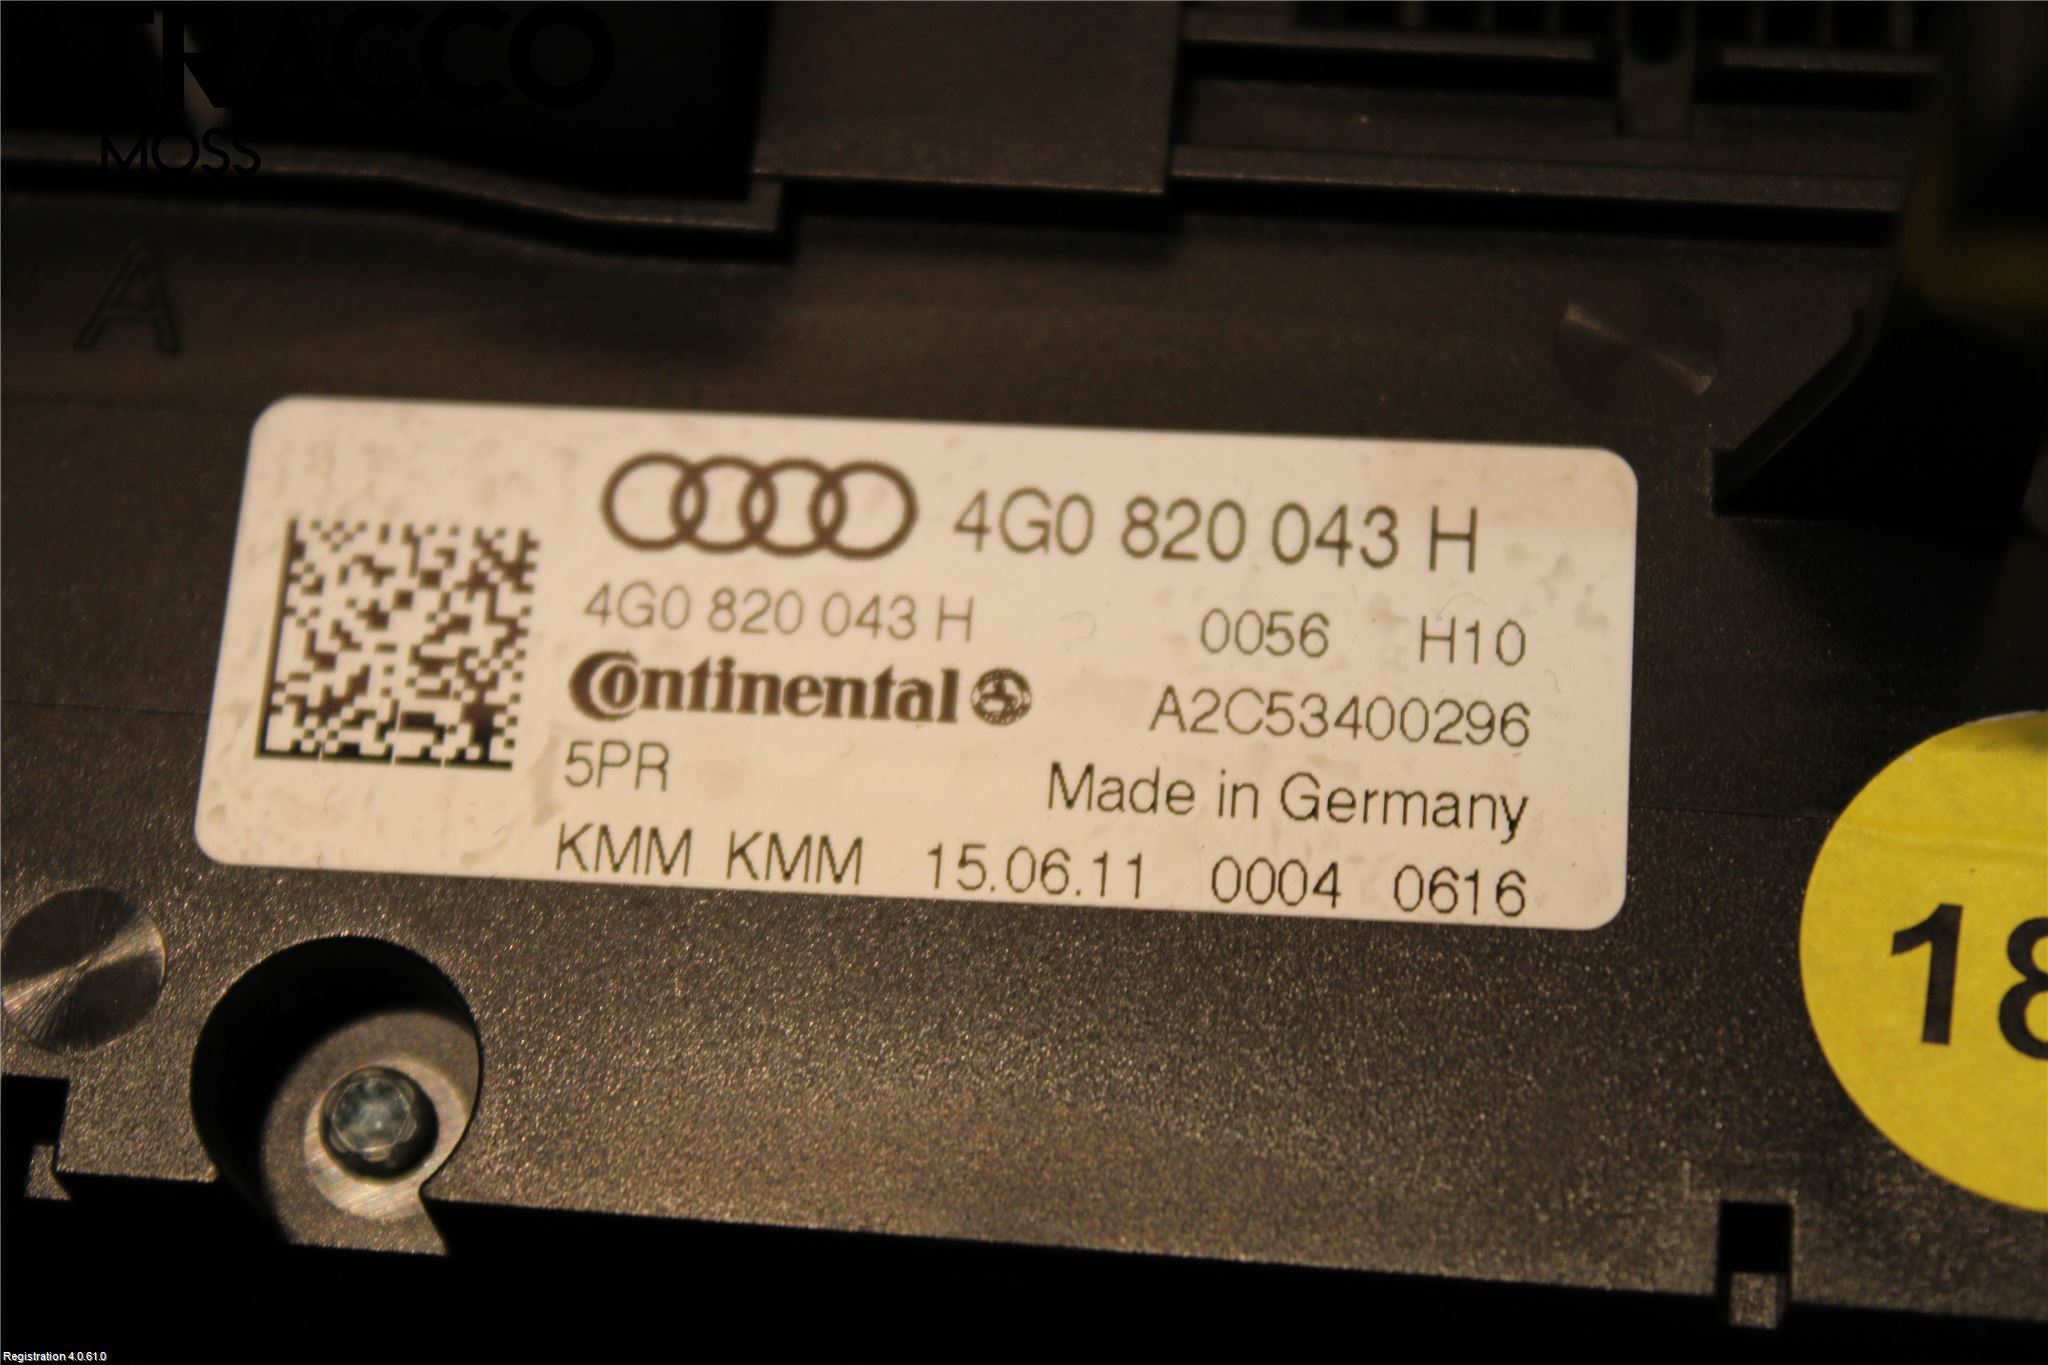 ATRACCO
MOSS
A
4G0 820 043 H
4G0 820 043 H 0056 H10
Continental A2C53400296
5PR Made in Germany
KMM KMM 15.06.11 0004 0616
18
Registration 4.0.61.0